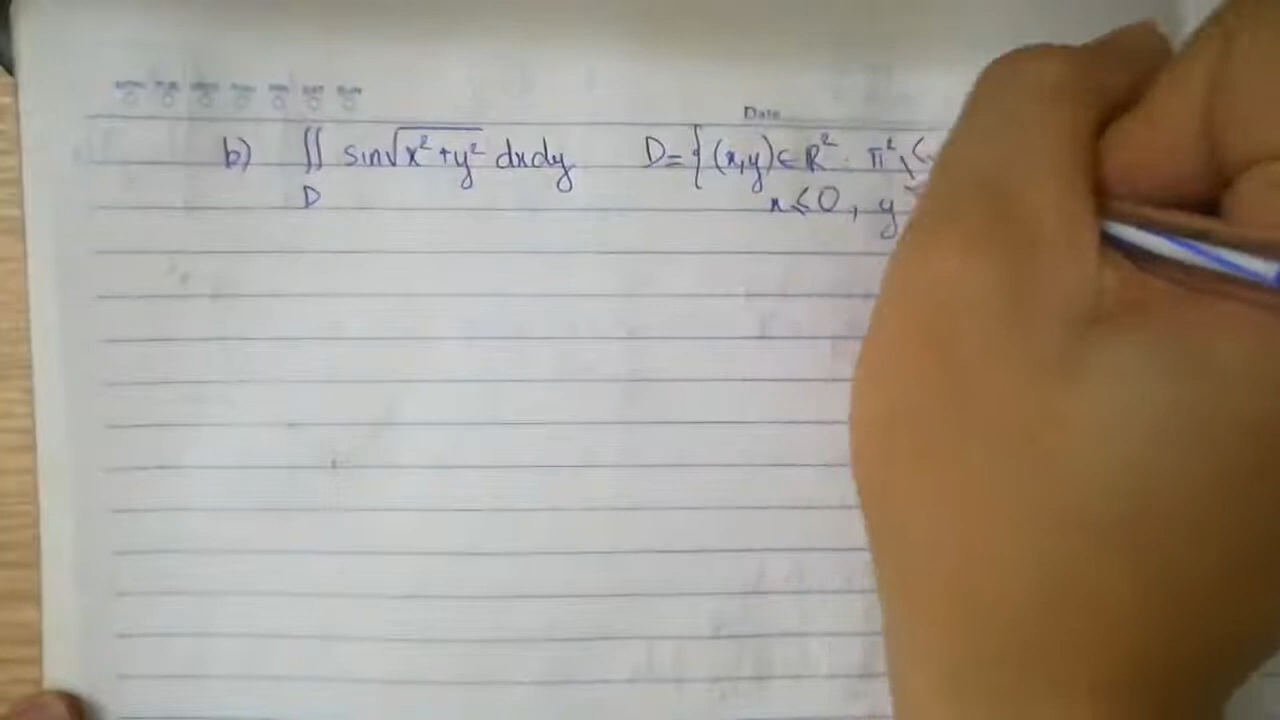 Date
b) ∬ sin√(x² + y²) dxdy D = { (x,y) ∈ R² . π² ≤
D x ≤ 0 , y